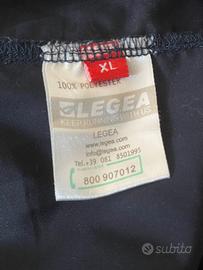 XL
100% POLYESTER
LEGEA
KEEP RUNNING WITH US
LEGEA
www.legea.com
info@legea.com
Tel.+39 081 8501995
800 907012
subito